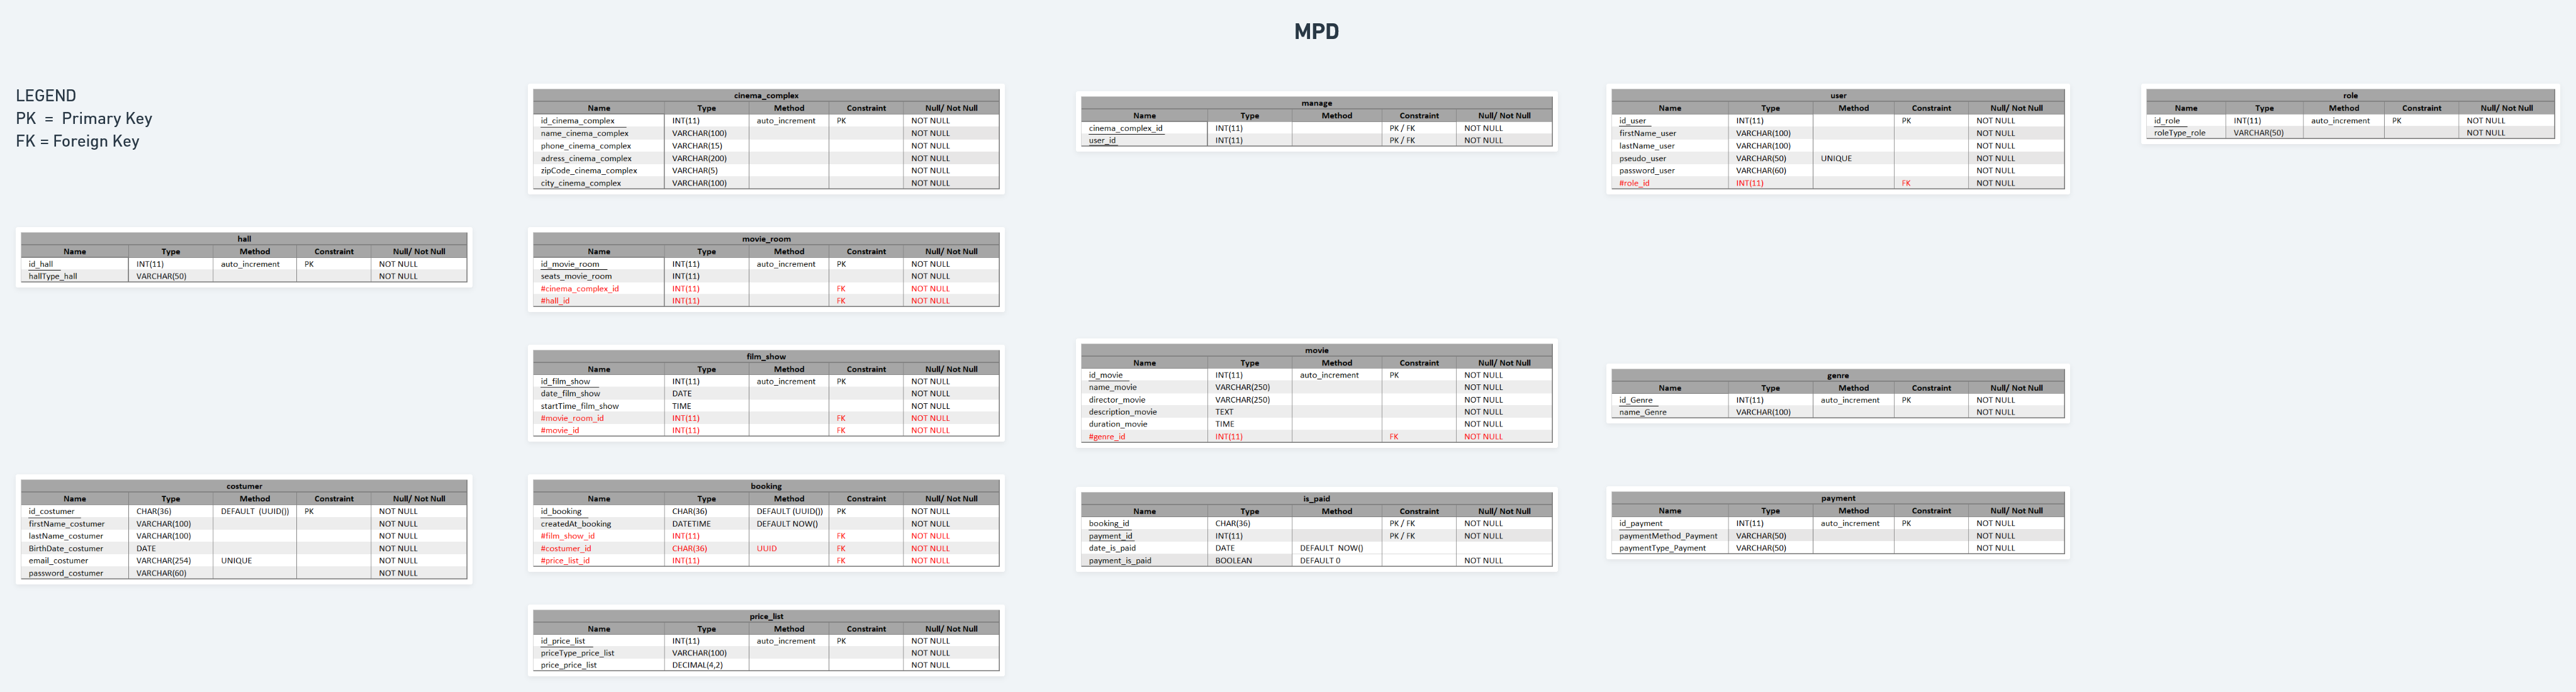 MPD
LEGEND
PK = Primary Key
FK = Foreign Key
cinema_complex
Name Type Method Constraint Null/ Not Null
id_cinema_complex INT(11) auto_increment PK NOT NULL
name_cinema_complex VARCHAR(100) NOT NULL
phone_cinema_complex VARCHAR(15) NOT NULL
adress_cinema_complex VARCHAR(200) NOT NULL
zipCode_cinema_complex VARCHAR(5) NOT NULL
city_cinema_complex VARCHAR(100) NOT NULL
manage
Name Type Method Constraint Null/ Not Null
cinema_complex_id INT(11) PK / FK NOT NULL
user_id INT(11) PK / FK NOT NULL
user
Name Type Method Constraint Null/ Not Null
id_user INT(11) PK NOT NULL
firstName_user VARCHAR(100) NOT NULL
lastName_user VARCHAR(100) NOT NULL
pseudo_user VARCHAR(50) UNIQUE NOT NULL
password_user VARCHAR(60) NOT NULL
#role_id INT(11) FK NOT NULL
role
Name Type Method Constraint Null/ Not Null
id_role INT(11) auto_increment PK NOT NULL
roleType_role VARCHAR(50) NOT NULL
hall
Name Type Method Constraint Null/ Not Null
id_hall INT(11) auto_increment PK NOT NULL
hallType_hall VARCHAR(50) NOT NULL
movie_room
Name Type Method Constraint Null/ Not Null
id_movie_room INT(11) auto_increment PK NOT NULL
seats_movie_room INT(11) NOT NULL
#cinema_complex_id INT(11) FK NOT NULL
#hall_id INT(11) FK NOT NULL
film_show
Name Type Method Constraint Null/ Not Null
id_film_show INT(11) auto_increment PK NOT NULL
date_film_show DATE NOT NULL
startTime_film_show TIME NOT NULL
#movie_room_id INT(11) FK NOT NULL
#movie_id INT(11) FK NOT NULL
movie
Name Type Method Constraint Null/ Not Null
id_movie INT(11) auto_increment PK NOT NULL
name_movie VARCHAR(250) NOT NULL
director_movie VARCHAR(250) NOT NULL
description_movie TEXT NOT NULL
duration_movie TIME NOT NULL
#genre_id INT(11) FK NOT NULL
genre
Name Type Method Constraint Null/ Not Null
id_Genre INT(11) auto_increment PK NOT NULL
name_Genre VARCHAR(100) NOT NULL
costumer
Name Type Method Constraint Null/ Not Null
id_costumer CHAR(36) DEFAULT (UUID()) PK NOT NULL
firstName_costumer VARCHAR(100) NOT NULL
lastName_costumer VARCHAR(100) NOT NULL
BirthDate_costumer DATE NOT NULL
email_costumer VARCHAR(254) UNIQUE NOT NULL
password_costumer VARCHAR(60) NOT NULL
booking
Name Type Method Constraint Null/ Not Null
id_booking CHAR(36) DEFAULT (UUID()) PK NOT NULL
createdAt_booking DATETIME DEFAULT NOW() NOT NULL
#film_show_id INT(11) FK NOT NULL
#costumer_id CHAR(36) UUID FK NOT NULL
#price_list_id INT(11) FK NOT NULL
is_paid
Name Type Method Constraint Null/ Not Null
booking_id CHAR(36) PK / FK NOT NULL
payment_id INT(11) PK / FK NOT NULL
date_is_paid DATE DEFAULT NOW()
payment_is_paid BOOLEAN DEFAULT 0 NOT NULL
payment
Name Type Method Constraint Null/ Not Null
id_payment INT(11) auto_increment PK NOT NULL
paymentMethod_Payment VARCHAR(50) NOT NULL
paymentType_Payment VARCHAR(50) NOT NULL
price_list
Name Type Method Constraint Null/ Not Null
id_price_list INT(11) auto_increment PK NOT NULL
priceType_price_list VARCHAR(100) NOT NULL
price_price_list DECIMAL(4,2) NOT NULL